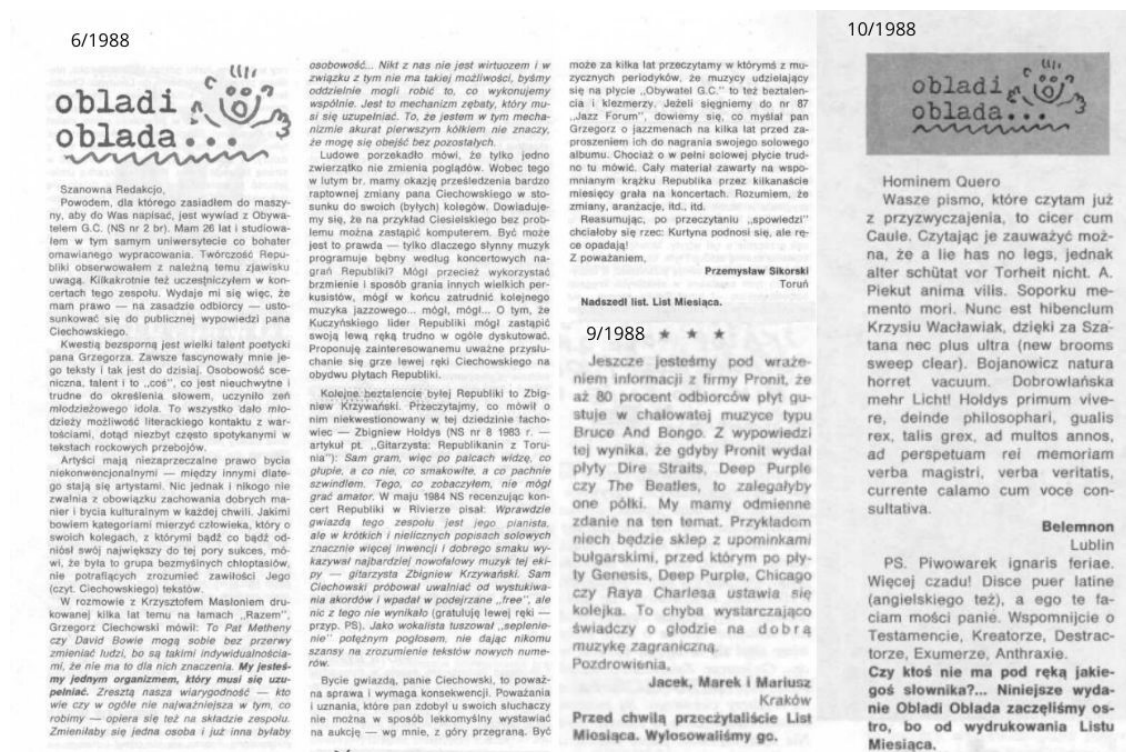 6/1988
obladi
oblada...
Szanowna Redakcjo,
Powodem, dla którego zasiadłem do maszy-
ny, aby do Was napisać, jest wywiad z Obywa-
telem G.C. (NS nr 2 br). Mam 26 lat i studiowa-
łem w tym samym uniwersytecie co bohater
omawianego wypracowania. Twórczość Repu-
bliki obserwowałem z należną temu zjawisku
uwagą. Kilkakrotnie też uczestniczyłem w kon-
certach tego zespołu. Wydaje mi się więc, że
mam prawo — na zasadzie odbiorcy — usto-
sunkować się do publicznej wypowiedzi pana
Ciechowskiego.
Kwestią bezsporną jest wielki talent poetycki
pana Grzegorza. Zawsze fascynowały mnie je-
go teksty i tak jest do dzisiaj. Osobowość sce-
niczna, talent i to „coś", co jest nieuchwytne i
trudne do określenia słowem, uczyniło zeń
młodzieżowego idola. To wszystko dało mło-
dzieży możliwość literackiego kontaktu z war-
tościami, dotąd niezbyt często spotykanymi w
tekstach rockowych przebojów.
Artyści mają niezaprzeczalne prawo bycia
niekonwencjonalnymi — między innymi dlate-
go stają się artystami. Nic jednak i nikogo nie
zwalnia z obowiązku zachowania dobrych ma-
nier i bycia kulturalnym w każdej chwili. Jakimi
bowiem kategoriami mierzyć człowieka, który o
swoich kolegach, z którymi bądź co bądź od-
niósł swój największy do tej pory sukces, mó-
wi, że była to grupa bezmyślnych chłoptasiów,
nie potrafiących zrozumieć zawiłości Jego
(czyt. Ciechowskiego) tekstów.
W rozmowie z Krzysztofem Masłoniem dru-
kowanej kilka lat temu na łamach „Razem",
Grzegorz Ciechowski mówił: To Pat Metheny
czy David Bowie mogą sobie bez przerwy
zmieniać ludzi, bo są takimi indywidualnościa-
mi, że nie ma to dla nich znaczenia. My jesteś-
my jednym organizmem, który musi się uzu-
pełniać. Zresztą nasza wiarygodność — kto
wie czy w ogóle nie najważniejsza w tym, co
robimy — opiera się też na składzie zespołu.
Zmieniłaby się jedna osoba i już inna byłaby
osobowość... Nikt z nas nie jest wirtuozem i w
związku z tym nie ma takiej możliwości, byśmy
oddzielnie mogli robić to, co wykonujemy
wspólnie. Jest to mechanizm zębaty, który mu-
si się uzupełniać. To, że jestem w tym mecha-
nizmie akurat pierwszym kółkiem nie znaczy,
że mogę się obejść bez pozostałych.
Ludowe porzekadło mówi, że tylko jedno
zwierzątko nie zmienia poglądów. Wobec tego
w lutym br. mamy okazję prześledzenia bardzo
raptownej zmiany pana Ciechowskiego w sto-
sunku do swoich (byłych) kolegów. Dowiaduje-
my się, że na przykład Ciesielskiego bez prob-
lemu można zastąpić komputerem. Być może
jest to prawda — tylko dlaczego słynny muzyk
programuje bębny według koncertowych na-
grań Republiki? Mógł przecież wykorzystać
brzmienie i sposób grania innych wielkich per-
kusistów, mógł w końcu zatrudnić kolejnego
muzyka jazzowego... mógł, mógł... O tym, że
Kuczyńskiego lider Republiki mógł zastąpić
swoją lewą ręką trudno w ogóle dyskutować.
Proponuję zainteresowanemu uważne przysłu-
chanie się grze lewej ręki Ciechowskiego na
obydwu płytach Republiki.
Kolejne beztalencie byłej Republiki to Zbig-
niew Krzywański. Przeczytajmy, co mówił o
nim niekwestionowany w tej dziedzinie facho-
wiec — Zbigniew Hołdys (NS nr 8 1983 r. —
artykuł pt. „Gitarzysta: Republikanin z Toru-
nia"): Sam gram, więc po palcach widzę, co
głupie, a co nie, co smakowite, a co pachnie
szwindlem. Tego, co zobaczyłem, nie mógł
grać amator. W maju 1984 NS recenzując kon-
cert Republiki w Rivierze pisał: Wprawdzie
gwiazdą tego zespołu jest jego pianista,
ale w krótkich i nielicznych popisach solowych
znacznie więcej inwencji i dobrego smaku wy-
kazywał najbardziej nowofalowy muzyk tej eki-
py — gitarzysta Zbigniew Krzywański. Sam
Ciechowski próbował uwalniać od wystukiwa-
nia akordów i wpadał w podejrzane „free", ale
nic z tego nie wynikało (gratuluję lewej ręki —
przyp. PS). Jako wokalista tuszował „seplenie-
nie" potężnym pogłosem, nie dając nikomu
szansy na zrozumienie tekstów nowych nume-
rów.
Bycie gwiazdą, panie Ciechowski, to poważ-
na sprawa i wymaga konsekwencji. Poważania
i uznania, które pan zdobył u swoich słuchaczy
nie można w sposób lekkomyślny wystawiać
na aukcję — wg mnie, z góry przegraną. Być
może za kilka lat przeczytamy w którymś z mu-
zycznych periodyków, że muzycy udzielający
się na płycie „Obywatel G.C." to też beztalen-
cia i klezmerzy. Jeżeli sięgniemy do nr 87
„Jazz Forum", dowiemy się, co myślał pan
Grzegorz o jazzmenach na kilka lat przed za-
proszeniem ich do nagrania swojego solowego
albumu. Chociaż o w pełni solowej płycie trud-
no tu mówić. Cały materiał zawarty na wspo-
mnianym krążku Republika przez kilkanaście
miesięcy grała na koncertach. Rozumiem, że
zmiany, aranżacje, itd., itd.
Reasumując, po przeczytaniu „spowiedzi"
chciałoby się rzec: Kurtyna podnosi się, ale rę-
ce opadają!
Z poważaniem,
Przemysław Sikorski
Toruń
Nadszedł list. List Miesiąca.
9/1988 ★ ★ ★
Jeszcze jesteśmy pod wraże-
niem informacji z firmy Pronit, że
aż 80 procent odbiorców płyt gu-
stuje w chałowatej muzyce typu
Bruce And Bongo. Z wypowiedzi
tej wynika, że gdyby Pronit wydał
płyty Dire Straits, Deep Purple
czy The Beatles, to zalegałyby
one półki. My mamy odmienne
zdanie na ten temat. Przykładom
niech będzie sklep z upominkami
bułgarskimi, przed którym po pły-
ty Genesis, Deep Purple, Chicago
czy Raya Charlesa ustawia się
kolejka. To chyba wystarczająco
świadczy o głodzie na dobrą
muzykę zagraniczną.
Pozdrowienia,
Jacek, Marek i Mariusz
Kraków
Przed chwilą przeczytaliście List
Miesiąca. Wylosowaliśmy go.
10/1988
obladi
oblada...
Hominem Quero
Wasze pismo, które czytam już
z przyzwyczajenia, to cicer cum
Caule. Czytając je zauważyć moż-
na, że a lie has no legs, jednak
alter schütat vor Torheit nicht. A.
Piekut anima vilis. Soporku me-
mento mori. Nunc est hibenclum
Krzysiu Wacławiak, dzięki za Sza-
tana nec plus ultra (new brooms
sweep clear). Bojanowicz natura
horret vacuum. Dobrowlańska
mehr Licht! Hołdys primum vive-
re, deinde philosophari, gualis
rex, talis grex, ad multos annos,
ad perspetuam rei memoriam
verba magistri, verba veritatis,
currente calamo cum voce con-
sultativa.
Belemnon
Lublin
PS. Piwowarek ignaris feriae.
Więcej czadu! Disce puer latine
(angielskiego też), a ego te fa-
ciam mości panie. Wspomnijcie o
Testamencie, Kreatorze, Destrac-
torze, Exumerze, Anthraxie.
Czy ktoś nie ma pod ręką jakie-
goś słownika?... Niniejsze wyda-
nie Obladi Oblada zaczęliśmy os-
tro, bo od wydrukowania Listu
Miesiąca.